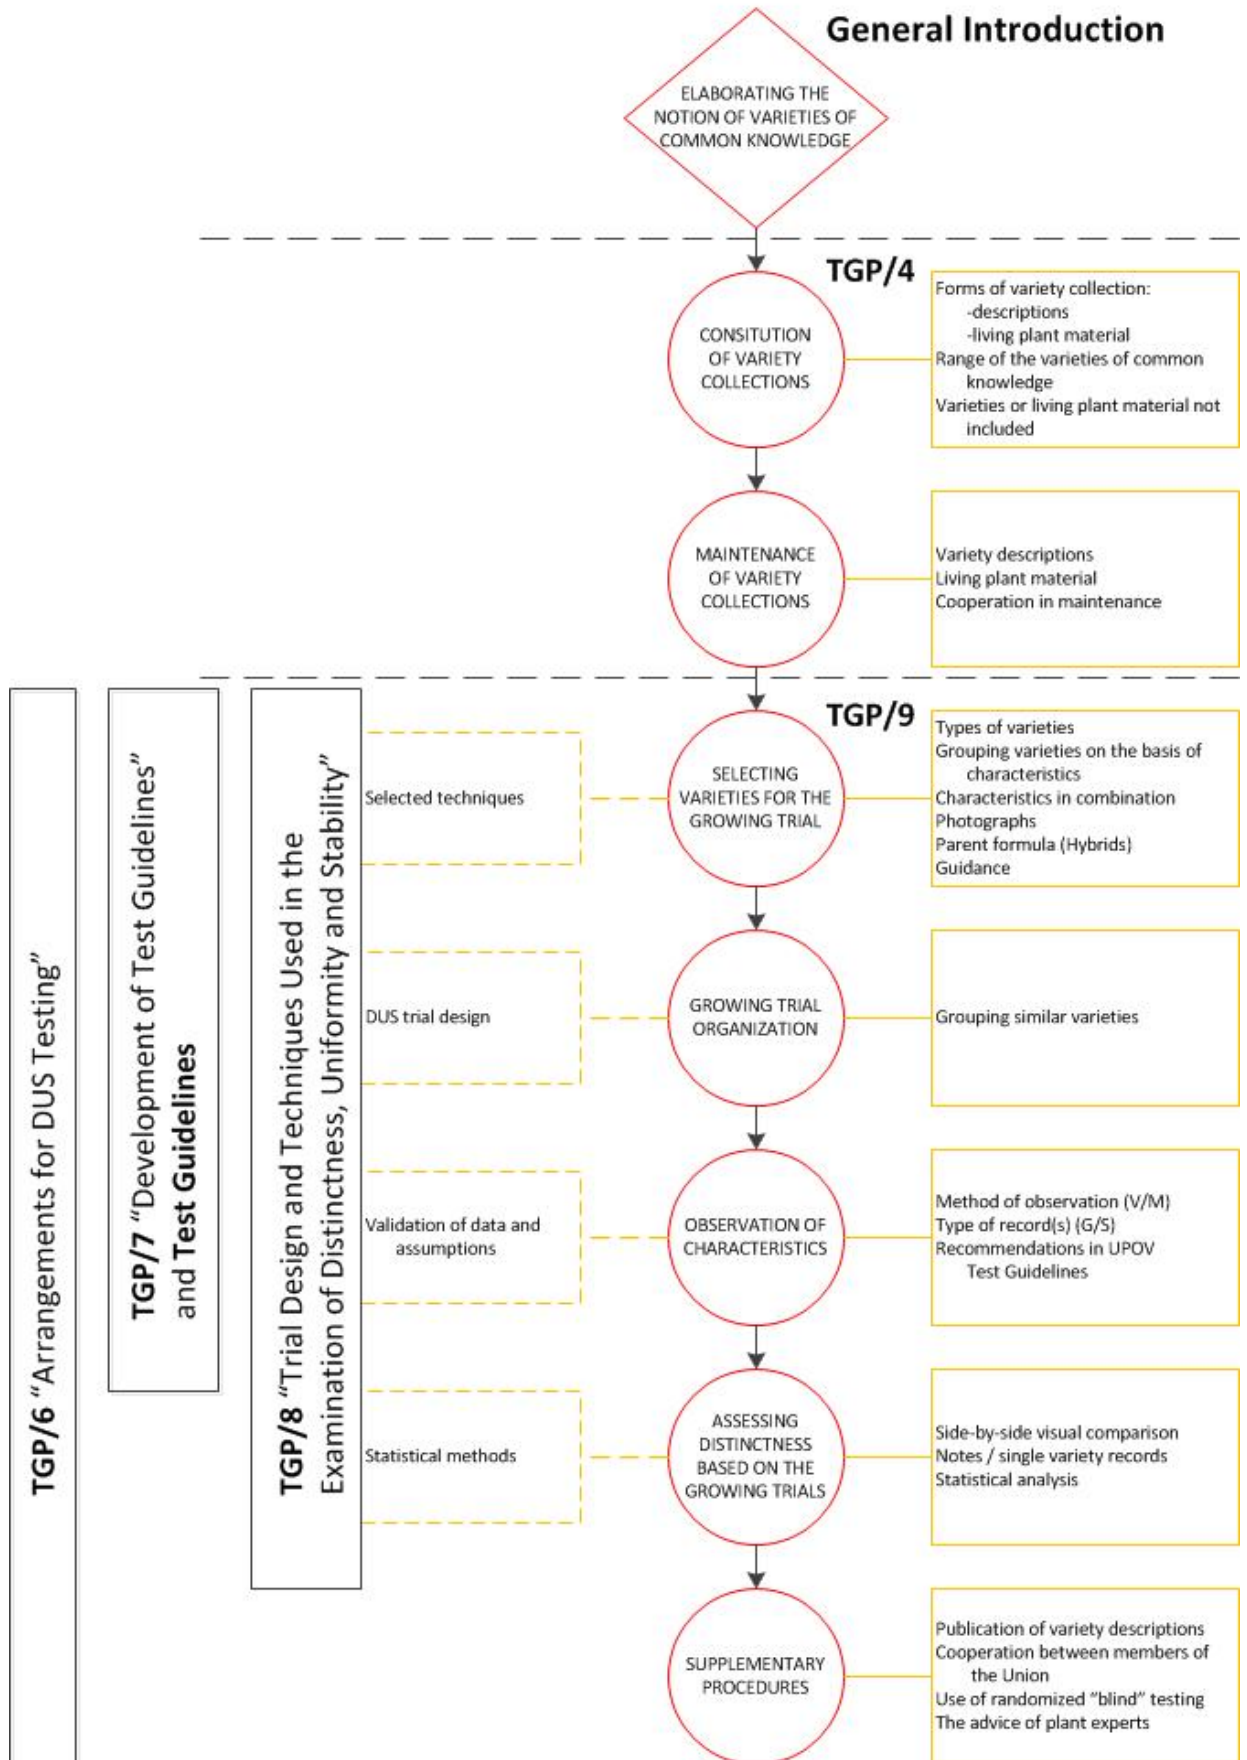 General Introduction
ELABORATING THE
NOTION OF VARIETIES OF
COMMON KNOWLEDGE
TGP/4
CONSITUTION
OF VARIETY
COLLECTIONS
Forms of variety collection:
-descriptions
-living plant material
Range of the varieties of common
knowledge
Varieties or living plant material not
included
MAINTENANCE
OF VARIETY
COLLECTIONS
Variety descriptions
Living plant material
Cooperation in maintenance
TGP/6 “Arrangements for DUS Testing”
TGP/7 “Development of Test Guidelines”
and Test Guidelines
TGP/8 “Trial Design and Techniques Used in the
Examination of Distinctness, Uniformity and Stability”
TGP/9
Selected techniques
SELECTING
VARIETIES FOR THE
GROWING TRIAL
Types of varieties
Grouping varieties on the basis of
characteristics
Characteristics in combination
Photographs
Parent formula (Hybrids)
Guidance
DUS trial design
GROWING TRIAL
ORGANIZATION
Grouping similar varieties
Validation of data and
assumptions
OBSERVATION OF
CHARACTERISTICS
Method of observation (V/M)
Type of record(s) (G/S)
Recommendations in UPOV
Test Guidelines
Statistical methods
ASSESSING
DISTINCTNESS
BASED ON THE
GROWING TRIALS
Side-by-side visual comparison
Notes / single variety records
Statistical analysis
SUPPLEMENTARY
PROCEDURES
Publication of variety descriptions
Cooperation between members of
the Union
Use of randomized “blind” testing
The advice of plant experts